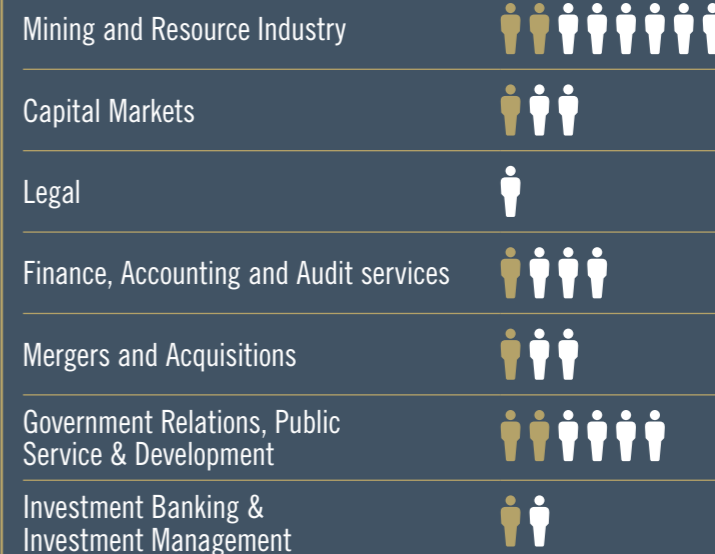 Mining and Resource Industry
Capital Markets
Legal
Finance, Accounting and Audit services
Mergers and Acquisitions
Government Relations, Public
Service & Development
Investment Banking &
Investment Management